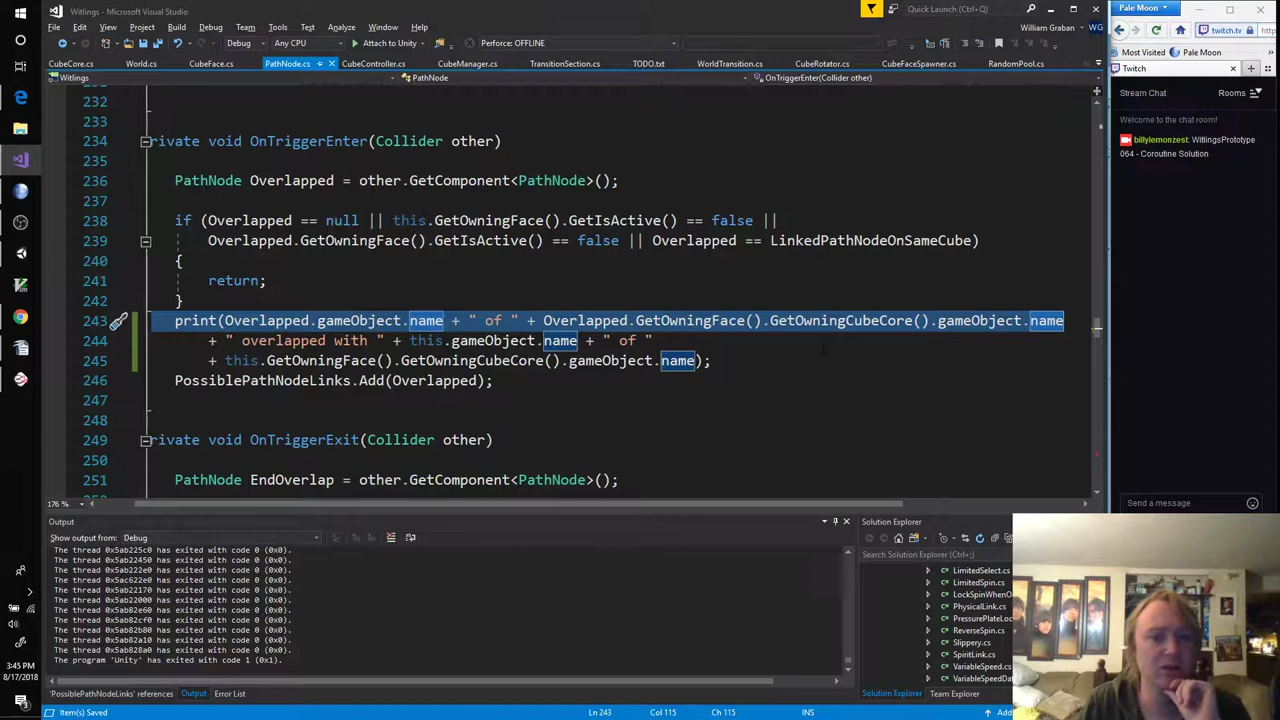 Witlings - Microsoft Visual Studio
Quick Launch (Ctrl+Q)
File Edit View Project Build Debug Team Tools Test Analyze Window Help
William Graban WG
Debug Any CPU Attach to Unity Perforce: OFFLINE
CubeCore.cs World.cs CubeFace.cs PathNode.cs CubeController.cs CubeManager.cs TransitionSection.cs TODO.txt WorldTransition.cs CubeRotator.cs CubeFaceSpawner.cs RandomPool.cs
Witlings PathNode OnTriggerEnter(Collider other)
232
233
234 rivate void OnTriggerEnter(Collider other)
235
236 PathNode Overlapped = other.GetComponent<PathNode>();
237
238 if (Overlapped == null || this.GetOwningFace().GetIsActive() == false ||
239 Overlapped.GetOwningFace().GetIsActive() == false || Overlapped == LinkedPathNodeOnSameCube)
240 {
241 return;
242 }
243 print(Overlapped.gameObject.name + " of " + Overlapped.GetOwningFace().GetOwningCubeCore().gameObject.name
244 + " overlapped with " + this.gameObject.name + " of "
245 + this.GetOwningFace().GetOwningCubeCore().gameObject.name);
246 PossiblePathNodeLinks.Add(Overlapped);
247
248
249 rivate void OnTriggerExit(Collider other)
250
251 PathNode EndOverlap = other.GetComponent<PathNode>();
176 %
Output
Show output from: Debug
The thread 0x5ab225c0 has exited with code 0 (0x0).
The thread 0x5ab22450 has exited with code 0 (0x0).
The thread 0x5ab222e0 has exited with code 0 (0x0).
The thread 0x5ab22170 has exited with code 0 (0x0).
The thread 0x5ab22000 has exited with code 0 (0x0).
The thread 0x5ab82e60 has exited with code 0 (0x0).
The thread 0x5ab82cf0 has exited with code 0 (0x0).
The thread 0x5ab82b80 has exited with code 0 (0x0).
The thread 0x5ab82a10 has exited with code 0 (0x0).
The thread 0x5ab828a0 has exited with code 0 (0x0).
The program 'Unity' has exited with code 1 (0x1).
'PossiblePathNodeLinks' references Output Error List
Solution Explorer
Search Solution Explorer (Ctrl+;)
LimitedSelect.cs
LimitedSpin.cs
LockSpinWhenO
PhysicalLink.cs
PressurePlateLock
ReverseSpin.cs
Slippery.cs
SpiritLink.cs
VariableSpeed.cs
VariableSpeedDat
Solution Explorer Team Explorer
Item(s) Saved Ln 243 Col 115 Ch 115 INS Add
Pale Moon
twitch.tv
Most Visited Pale Moon
Twitch
Stream Chat Rooms
Welcome to the chat room!
billylemonzest: WitlingsPrototype
064 - Coroutine Solution
Send a message
3:45 PM
8/17/2018